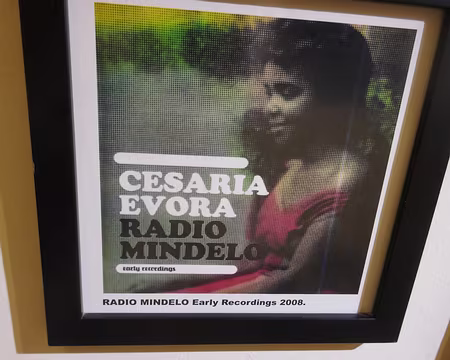 CESARIA
EVORA
RADIO
MINDELO
early recordings
RADIO MINDELO Early Recordings 2008.